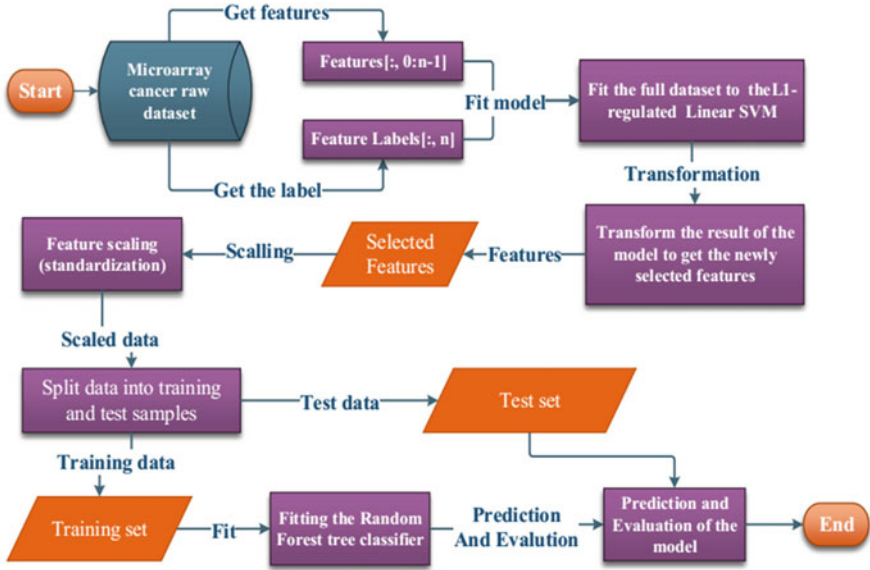 Get features
Start
Microarray
cancer raw
dataset
Features[:, 0:n-1]
Fit model
Feature Labels[:, n]
Get the label
Fit the full dataset to theL1-
regulated Linear SVM
Transformation
Transform the result of the
model to get the newly
selected features
Features
Selected
Features
Scalling
Feature scaling
(standardization)
Scaled data
Split data into training
and test samples
Test data
Test set
Training data
Training set
Fit
Fitting the Random
Forest tree classifier
Prediction
And Evalution
Prediction and
Evaluation of the
model
End